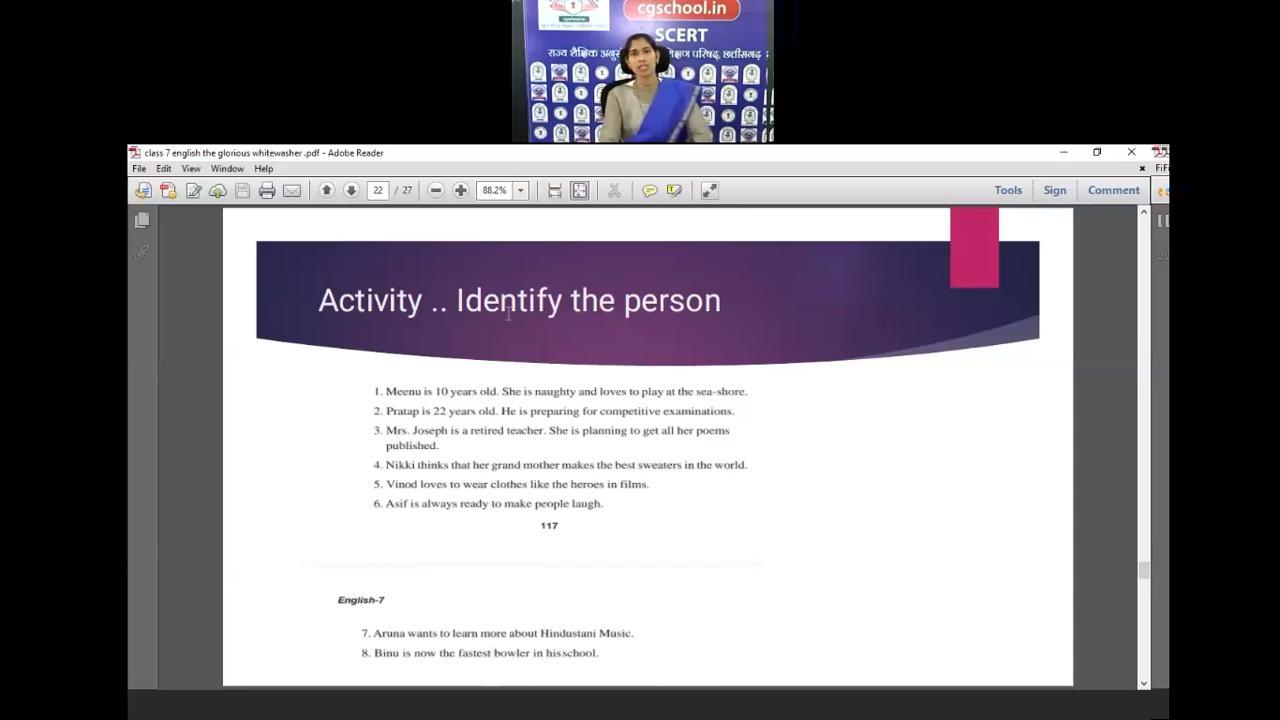 cgschool.in
SCERT
राज्य शैक्षिक अनु क्षण परिषद, छत्तीसगढ़
class 7 english the glorious whitewasher .pdf - Adobe Reader
File Edit View Window Help
22 / 27 88.2% Tools Sign Comment
Activity .. Identify the person
1. Meenu is 10 years old. She is naughty and loves to play at the sea-shore.
2. Pratap is 22 years old. He is preparing for competitive examinations.
3. Mrs. Joseph is a retired teacher. She is planning to get all her poems
published.
4. Nikki thinks that her grand mother makes the best sweaters in the world.
5. Vinod loves to wear clothes like the heroes in films.
6. Asif is always ready to make people laugh.
117
English-7
7. Aruna wants to learn more about Hindustani Music.
8. Binu is now the fastest bowler in his school.